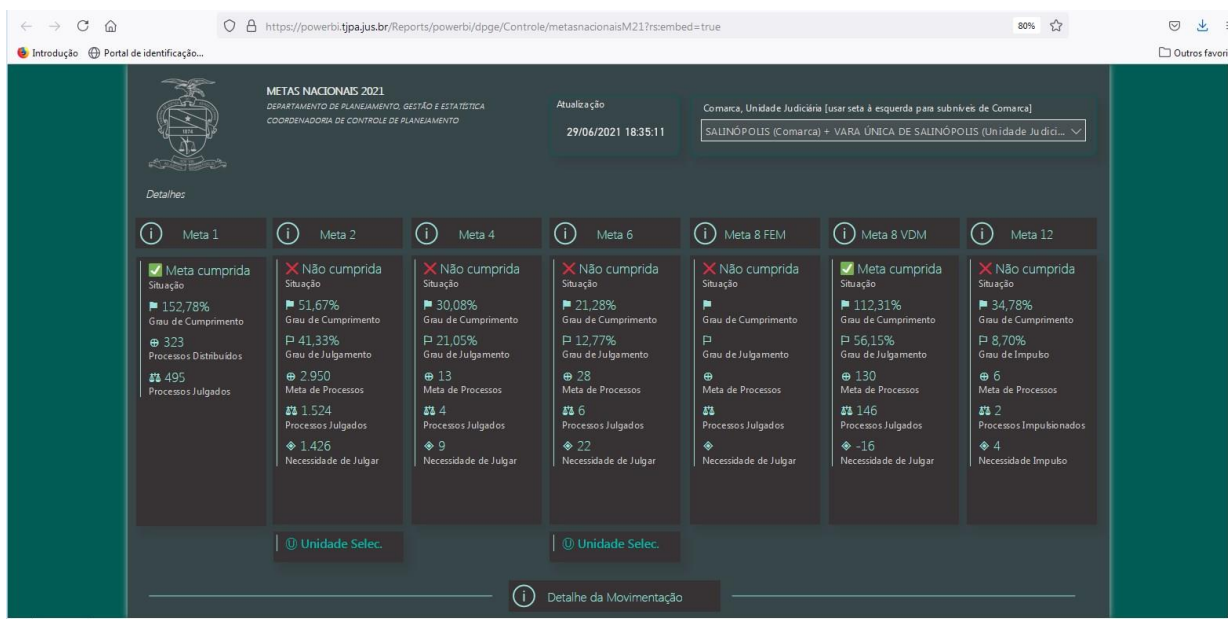 https://powerbi.tjpa.jus.br/Reports/powerbi/dpge/Controle/metasnacionaisM21?rs:embed=true
80%
Introdução
Portal de identificação...
Outros favori
METAS NACIONAIS 2021
DEPARTAMENTO DE PLANEJAMENTO, GESTÃO E ESTATÍSTICA
COORDENADORIA DE CONTROLE DE PLANEJAMENTO
Atualização
29/06/2021 18:35:11
Comarca, Unidade Judiciária [usar seta à esquerda para subníveis de Comarca]
SALINÓPOLIS (Comarca) + VARA ÚNICA DE SALINÓPOLIS (Unidade Judici...
1874
Detalhes
Meta 1
Meta cumprida
Situação
152,78%
Grau de Cumprimento
323
Processos Distribuídos
495
Processos Julgados
Meta 2
Não cumprida
Situação
51,67%
Grau de Cumprimento
41,33%
Grau de Julgamento
2.950
Meta de Processos
1.524
Processos Julgados
1.426
Necessidade de Julgar
Unidade Selec.
Meta 4
Não cumprida
Situação
30,08%
Grau de Cumprimento
21,05%
Grau de Julgamento
13
Meta de Processos
4
Processos Julgados
9
Necessidade de Julgar
Meta 6
Não cumprida
Situação
21,28%
Grau de Cumprimento
12,77%
Grau de Julgamento
28
Meta de Processos
6
Processos Julgados
22
Necessidade de Julgar
Unidade Selec.
Meta 8 FEM
Não cumprida
Situação
Grau de Cumprimento
Grau de Julgamento
Meta de Processos
Processos Julgados
Necessidade de Julgar
Meta 8 VDM
Meta cumprida
Situação
112,31%
Grau de Cumprimento
56,15%
Grau de Julgamento
130
Meta de Processos
146
Processos Julgados
-16
Necessidade de Julgar
Meta 12
Não cumprida
Situação
34,78%
Grau de Cumprimento
8,70%
Grau de Impulso
6
Meta de Processos
2
Processos Impulsionados
4
Necessidade de Impulso
Detalhe da Movimentação